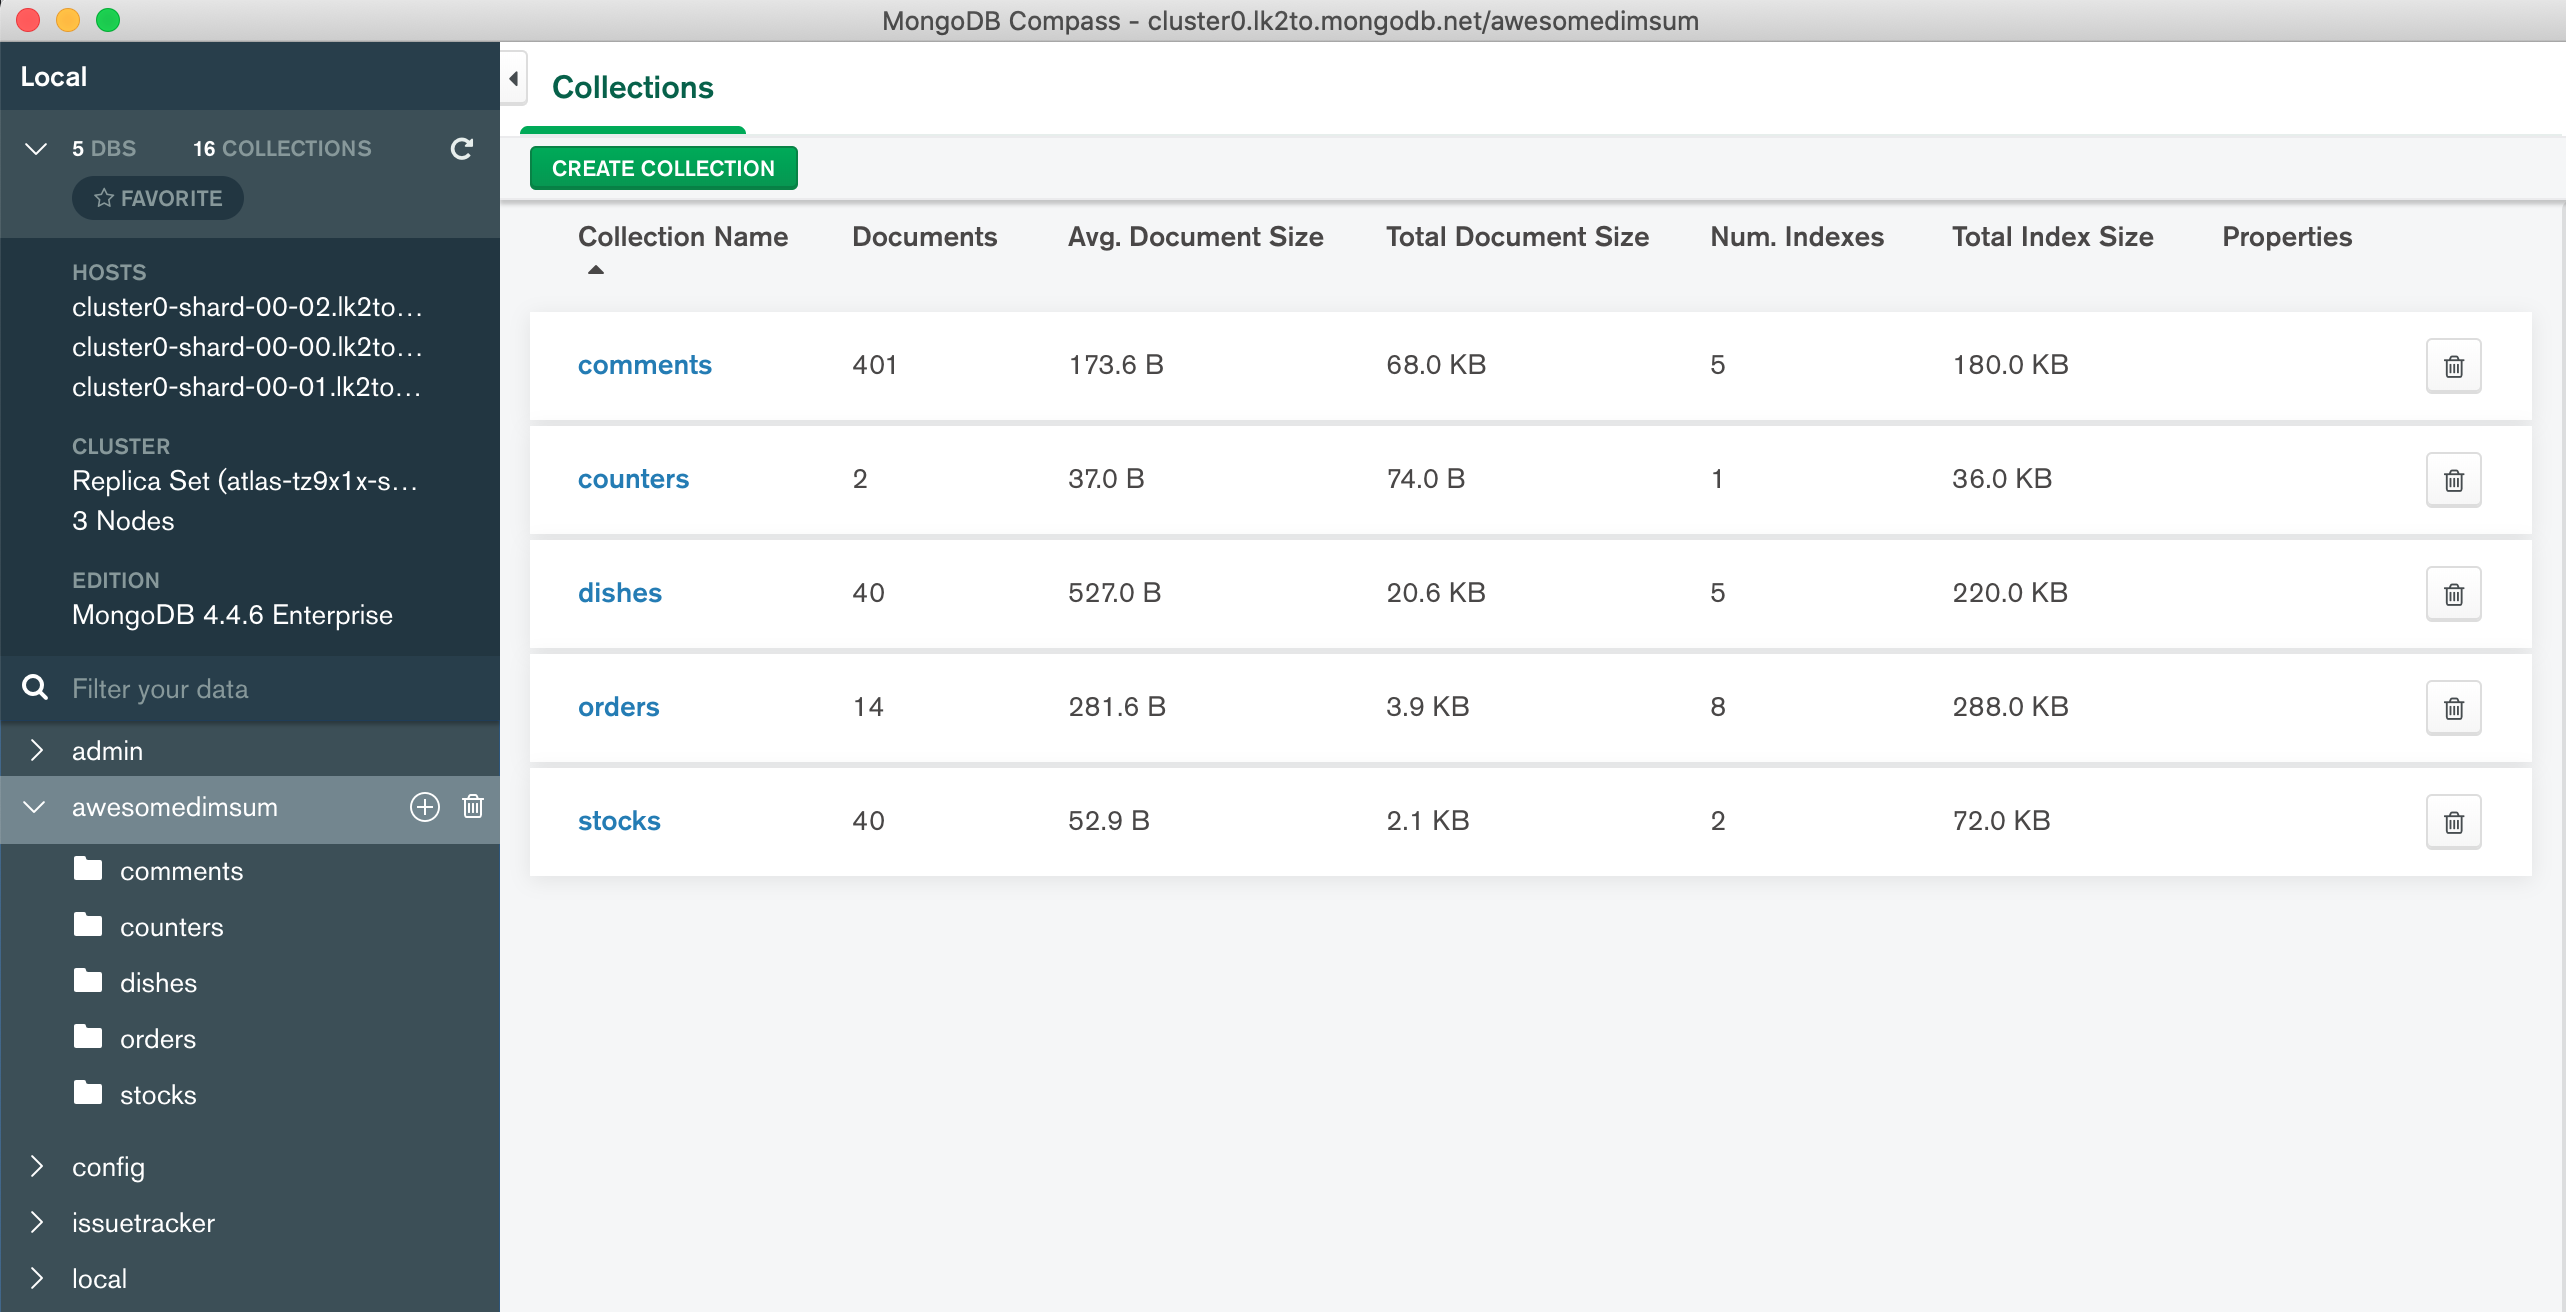 MongoDB Compass - cluster0.lk2to.mongodb.net/awesomedimsum
Local
5 DBS 16 COLLECTIONS
FAVORITE
HOSTS
cluster0-shard-00-02.lk2to...
cluster0-shard-00-00.lk2to...
cluster0-shard-00-01.lk2to...
CLUSTER
Replica Set (atlas-tz9x1x-s...
3 Nodes
EDITION
MongoDB 4.4.6 Enterprise
Filter your data
admin
awesomedimsum
comments
counters
dishes
orders
stocks
config
issuetracker
local
Collections
CREATE COLLECTION
Collection Name Documents Avg. Document Size Total Document Size Num. Indexes Total Index Size Properties
comments 401 173.6 B 68.0 KB 5 180.0 KB
counters 2 37.0 B 74.0 B 1 36.0 KB
dishes 40 527.0 B 20.6 KB 5 220.0 KB
orders 14 281.6 B 3.9 KB 8 288.0 KB
stocks 40 52.9 B 2.1 KB 2 72.0 KB